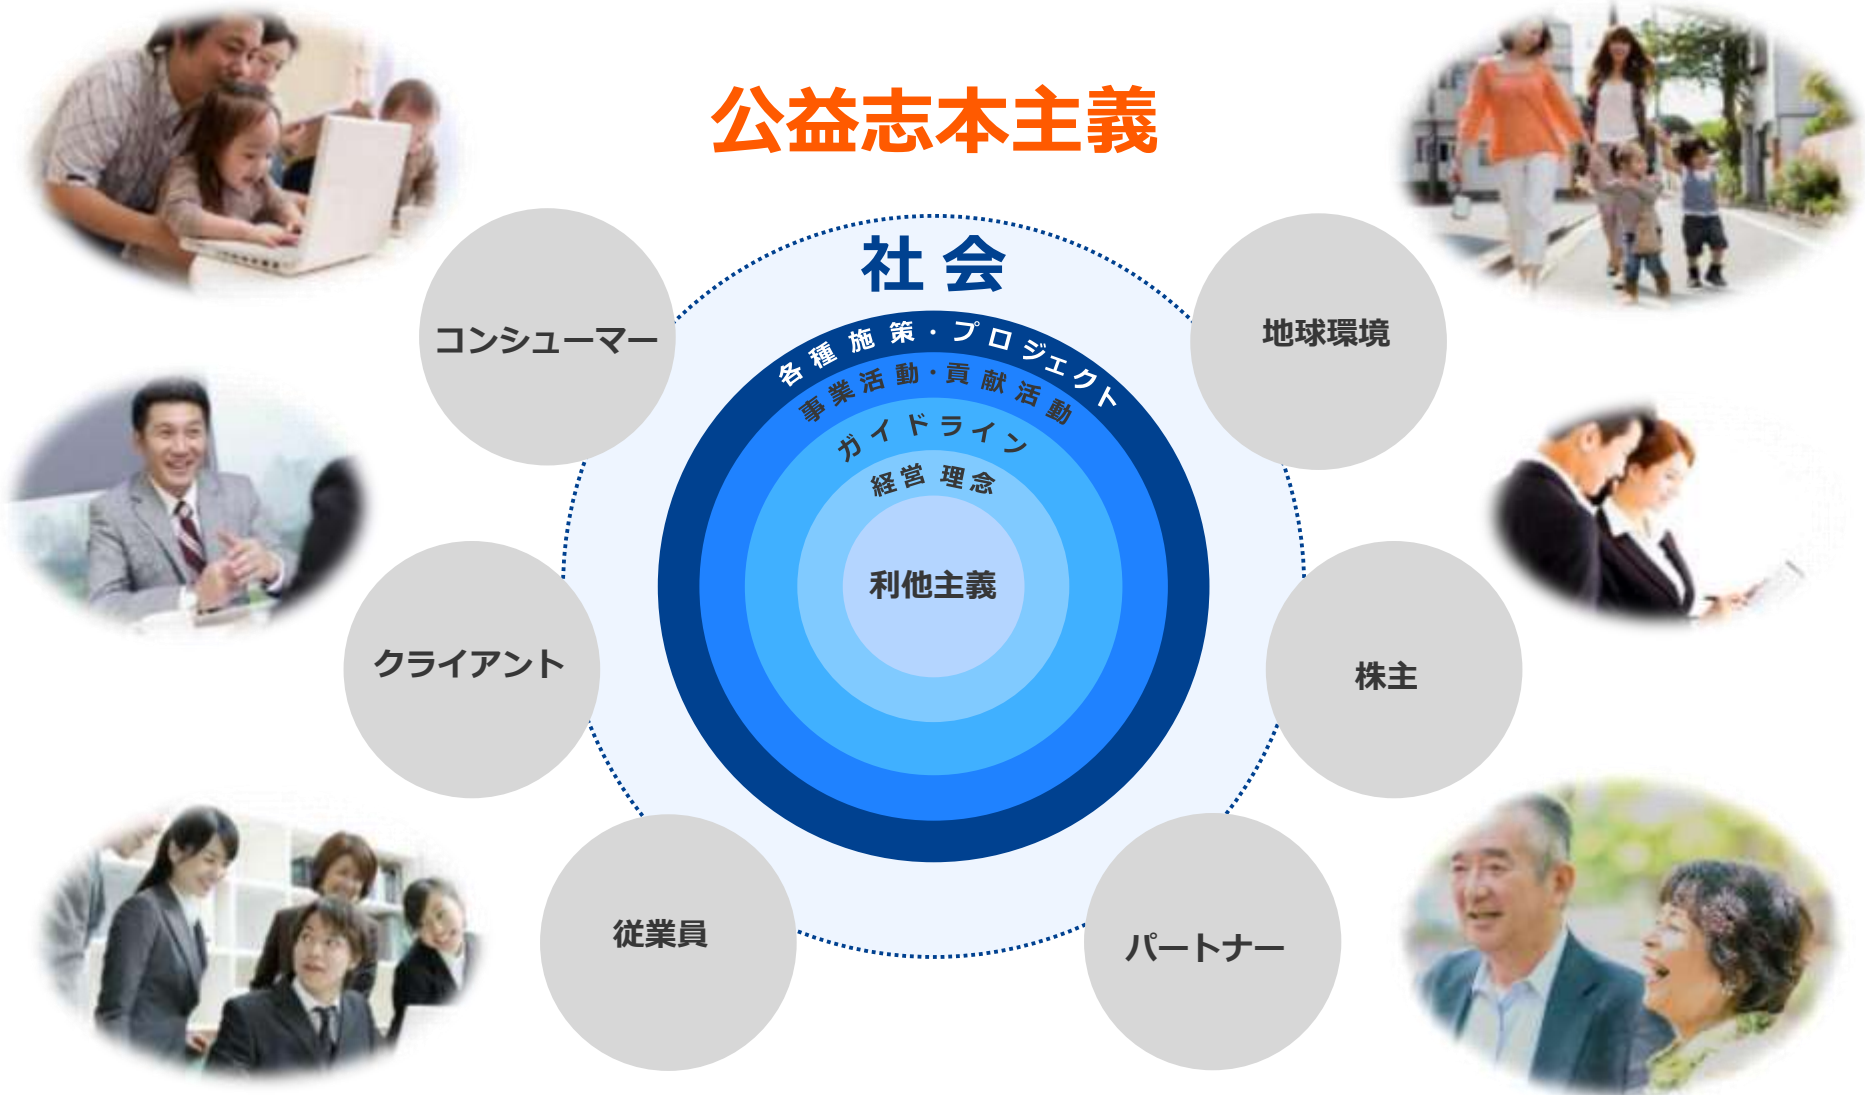 公益志本主義
社会
各種施策・プロジェクト
事業活動・貢献活動
ガイドライン
経営理念
利他主義
コンシューマー
地球環境
クライアント
株主
従業員
パートナー